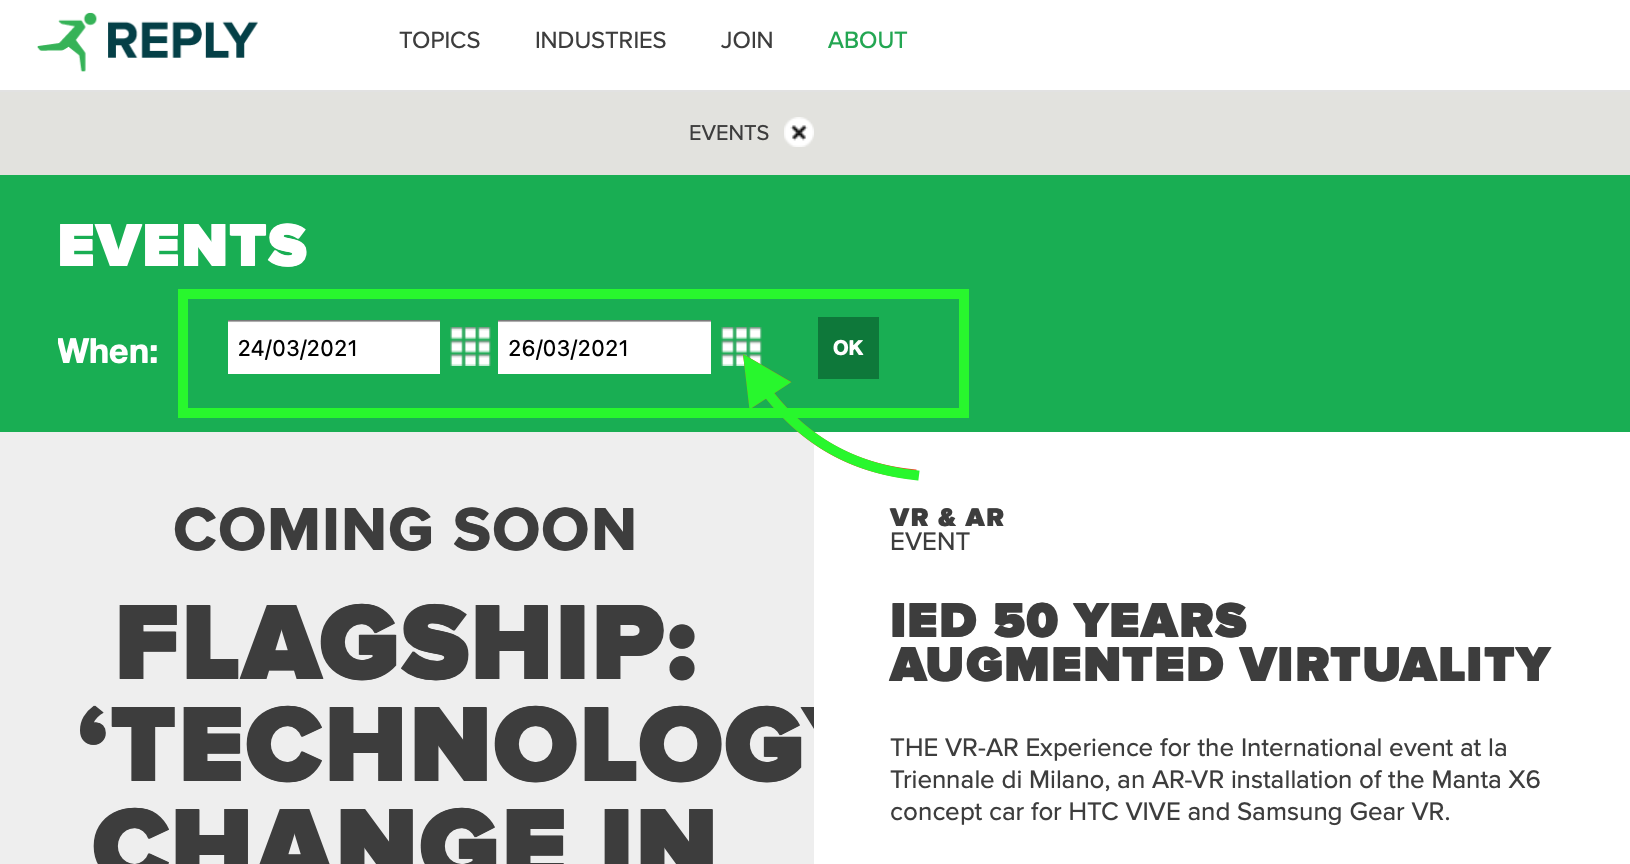 REPLY
TOPICS INDUSTRIES JOIN ABOUT
EVENTS
EVENTS
When: 24/03/2021 26/03/2021 OK
COMING SOON
FLAGSHIP:
‘TECHNOLOGY
CHANGE IN
VR & AR
EVENT
IED 50 YEARS
AUGMENTED VIRTUALITY
THE VR-AR Experience for the International event at la
Triennale di Milano, an AR-VR installation of the Manta X6
concept car for HTC VIVE and Samsung Gear VR.